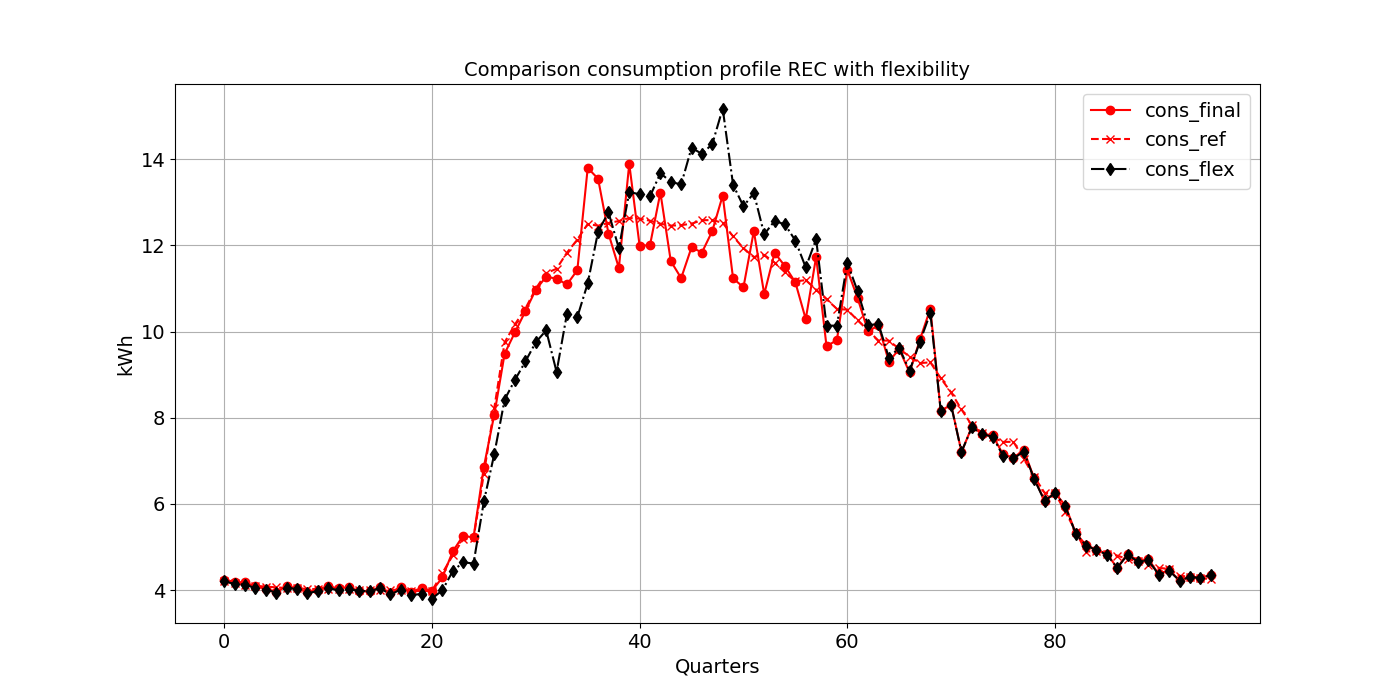 Comparison consumption profile REC with flexibility
cons_final
cons_ref
cons_flex
kWh
14
12
10
8
6
4
0 20 40 60 80
Quarters